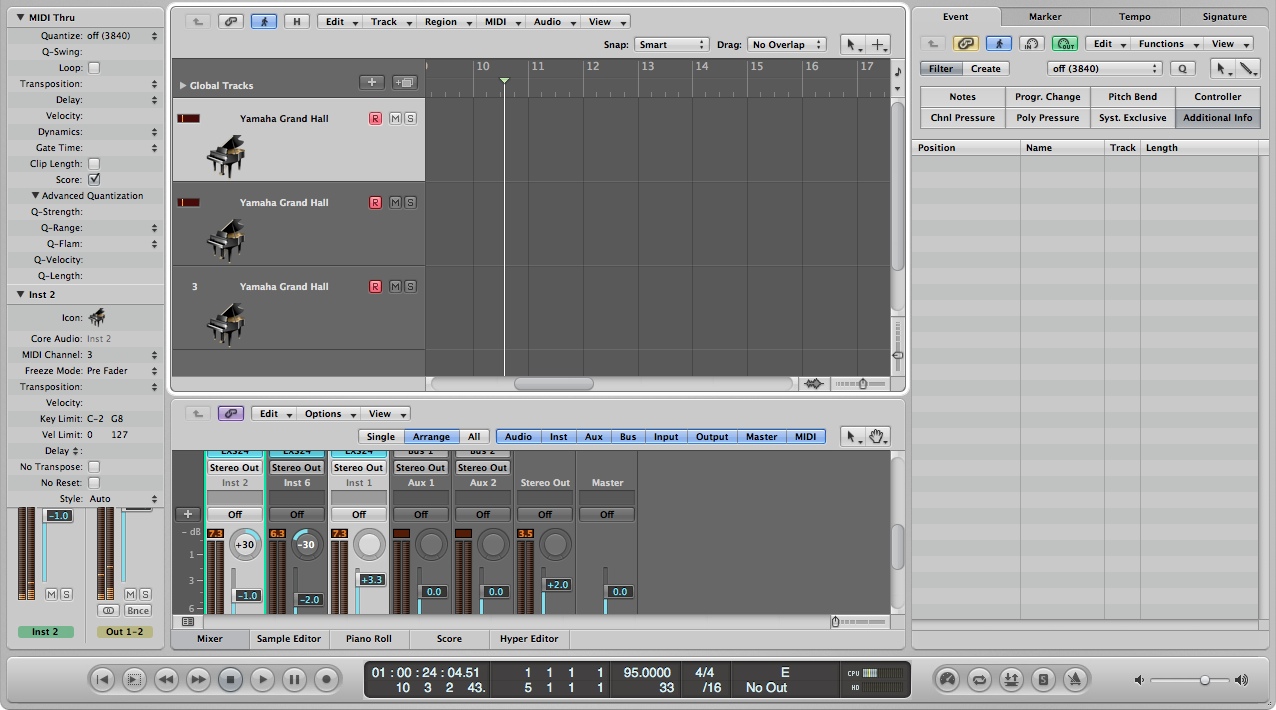 MIDI Thru
Quantize: off (3840)
Q-Swing:
Loop:
Transposition:
Delay:
Velocity:
Dynamics:
Gate Time:
Clip Length:
Score:
Advanced Quantization
Q-Strength:
Q-Range:
Q-Flam:
Q-Velocity:
Q-Length:
Inst 2
Icon:
Core Audio: Inst 2
MIDI Channel: 3
Freeze Mode: Pre Fader
Transposition:
Velocity:
Key Limit: C-2 G8
Vel Limit: 0 127
Delay :
No Transpose:
No Reset:
Style: Auto
-1.0
M S M S
Bnce
Inst 2 Out 1-2
H Edit Track Region MIDI Audio View
Snap: Smart Drag: No Overlap
Global Tracks
10 11 12 13 14 15 16 17
Yamaha Grand Hall R M S
Yamaha Grand Hall R M S
3 Yamaha Grand Hall R M S
Edit Options View
Single Arrange All Audio Inst Aux Bus Input Output Master MIDI
Stereo Out Stereo Out Stereo Out Stereo Out Stereo Out
Inst 2 Inst 6 Inst 1 Aux 1 Aux 2 Stereo Out Master
Off Off Off Off Off Off Off
- dB 7.3 6.3 7.3 3.5
+30 -30
1
3
6
-1.0 -2.0 +3.3 0.0 0.0 +2.0 0.0
Mixer Sample Editor Piano Roll Score Hyper Editor
Event Marker Tempo Signature
IN OUT Edit Functions View
Filter Create off (3840) Q
Notes Progr. Change Pitch Bend Controller
Chnl Pressure Poly Pressure Syst. Exclusive Additional Info
Position Name Track Length
01 : 00 : 24 : 04.51 1 1 1 1 95.0000 4/4 E CPU
10 3 2 43. 5 1 1 1 33 /16 No Out HD
S